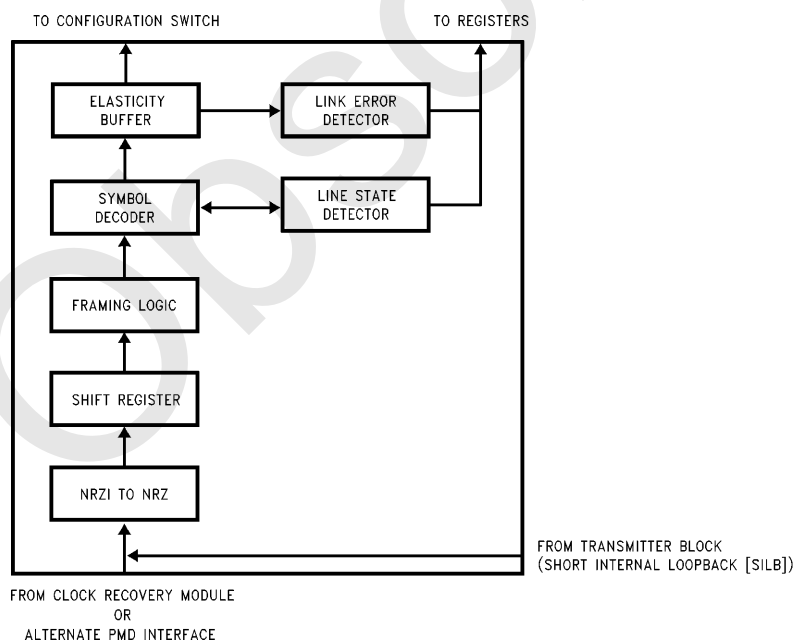 TO CONFIGURATION SWITCH
TO REGISTERS
ELASTICITY
BUFFER
LINK ERROR
DETECTOR
SYMBOL
DECODER
LINE STATE
DETECTOR
FRAMING LOGIC
SHIFT REGISTER
NRZI TO NRZ
FROM TRANSMITTER BLOCK
(SHORT INTERNAL LOOPBACK [SILB])
FROM CLOCK RECOVERY MODULE
OR
ALTERNATE PMD INTERFACE
Obso